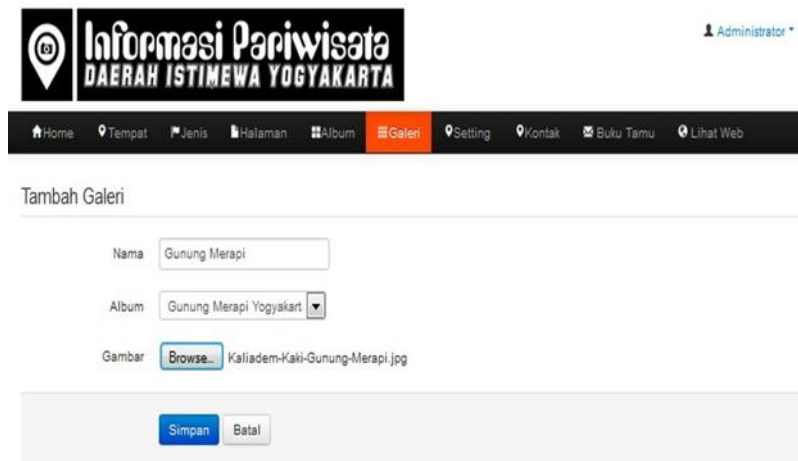 Informasi Pariwisata
DAERAH ISTIMEWA YOGYAKARTA
Administrator
Home Tempat Jenis Halaman Album Galeri Setting Kontak Buku Tamu Lihat Web
Tambah Galeri
Nama Gunung Merapi
Album Gunung Merapi Yogyakart
Gambar Browse... Kaliadem-Kaki-Gunung-Merapi.jpg
Simpan Batal